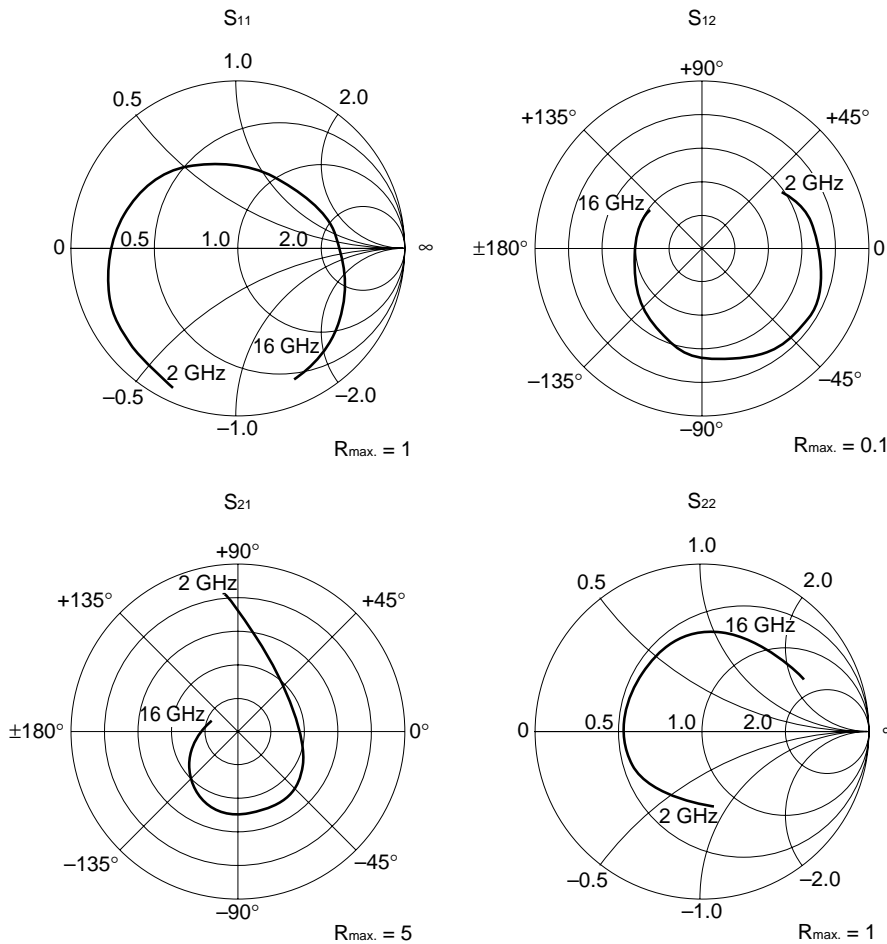 S11
1.0
0.5
2.0
0
0.5
1.0
2.0
∞
2 GHz
16 GHz
–0.5
–2.0
–1.0
Rmax. = 1
S12
+90°
+135°
+45°
2 GHz
16 GHz
±180°
0
–135°
–45°
–90°
Rmax. = 0.1
S21
+90°
2 GHz
+135°
+45°
16 GHz
±180°
0°
–135°
–45°
–90°
Rmax. = 5
S22
1.0
0.5
2.0
16 GHz
0
0.5
1.0
2.0
2 GHz
–0.5
–2.0
–1.0
Rmax. = 1